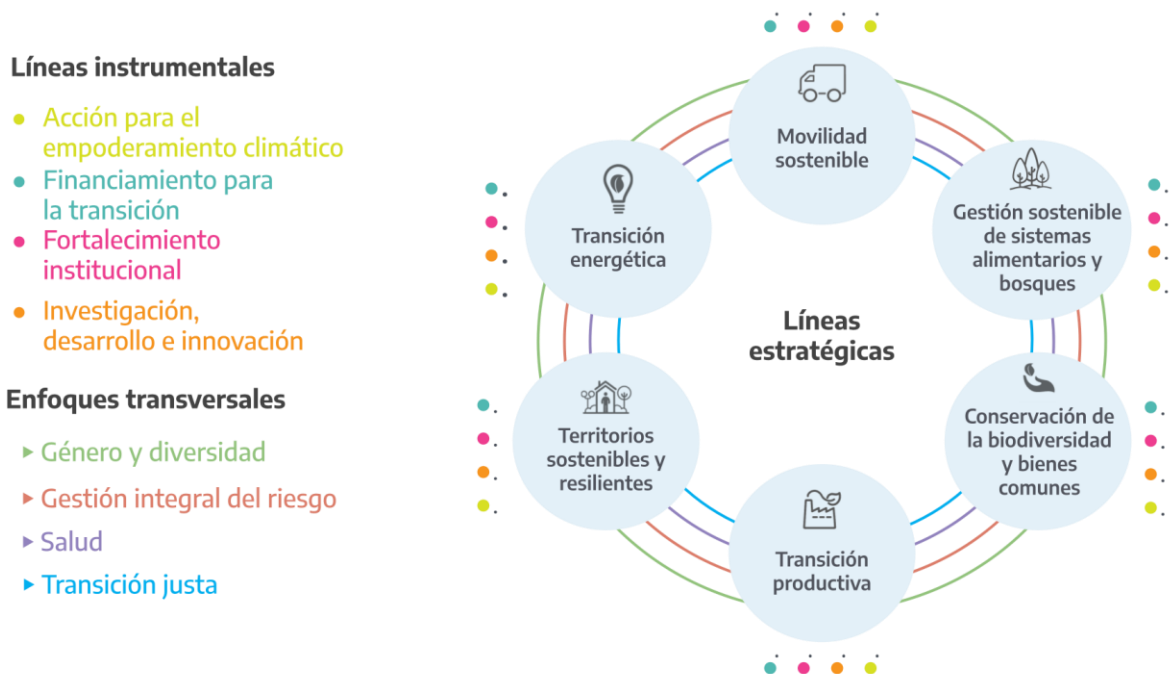 Líneas instrumentales
Acción para el
empoderamiento climático
Financiamiento para
la transición
Fortalecimiento
institucional
Investigación,
desarrollo e innovación
Enfoques transversales
Género y diversidad
Gestión integral del riesgo
Salud
Transición justa
Movilidad
sostenible
Gestión sostenible
de sistemas
alimentarios y
bosques
Conservación de
la biodiversidad
y bienes
comunes
Transición
productiva
Territorios
sostenibles y
resilientes
Transición
energética
Líneas
estratégicas